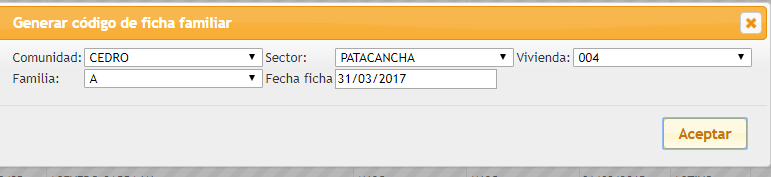 Generar código de ficha familiar
Comunidad: CEDRO Sector: PATACANCHA Vivienda: 004
Familia: A Fecha ficha 31/03/2017
Aceptar